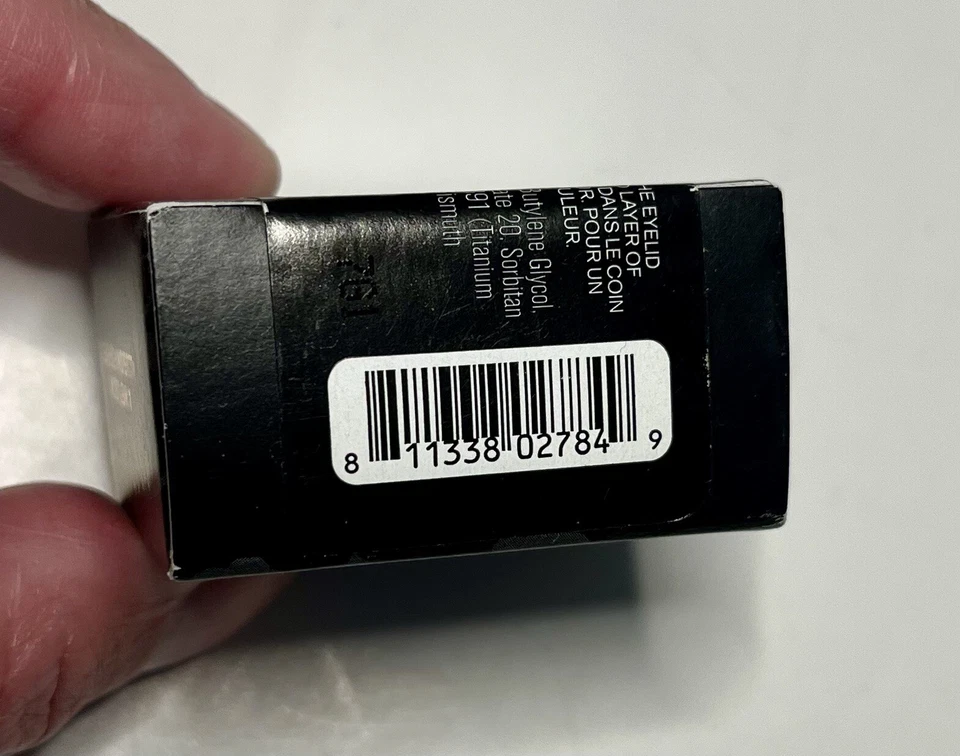 HE EYELID
LAYER OF
DANS LE COIN
R. POUR UN
ULEUR.
Butylene Glycol,
ate 20, Sorbitan
91 (Titanium
ismuth
8 11338 02784 9